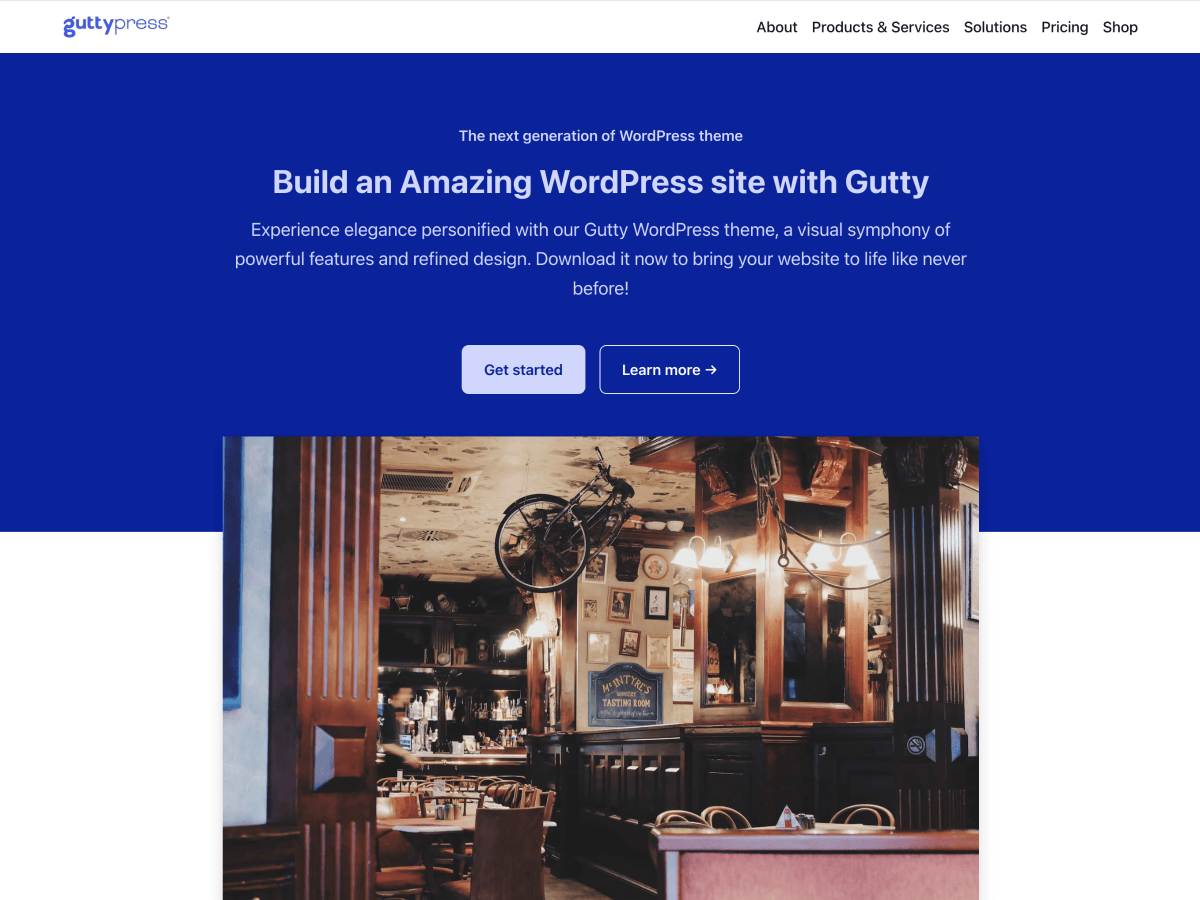 guttypress
About Products & Services Solutions Pricing Shop
The next generation of WordPress theme
Build an Amazing WordPress site with Gutty
Experience elegance personified with our Gutty WordPress theme, a visual symphony of
powerful features and refined design. Download it now to bring your website to life like never
before!
Get started
Learn more →
McINTYRE'S
TASTING ROOM